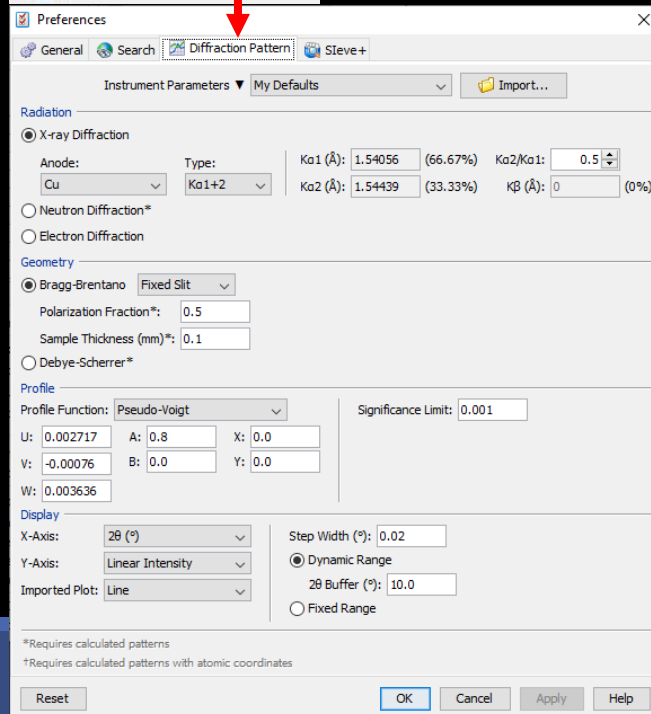 Preferences
General Search Diffraction Pattern SIeve+
Instrument Parameters ▼ My Defaults Import...
Radiation
X-ray Diffraction
Anode: Type: Kα1 (Å): 1.54056 (66.67%) Kα2/Kα1: 0.5
Cu Kα1+2 Kα2 (Å): 1.54439 (33.33%) Kβ (Å): 0 (0%)
Neutron Diffraction*
Electron Diffraction
Geometry
Bragg-Brentano Fixed Slit
Polarization Fraction*: 0.5
Sample Thickness (mm)*: 0.1
Debye-Scherrer*
Profile
Profile Function: Pseudo-Voigt Significance Limit: 0.001
U: 0.002717 A: 0.8 X: 0.0
V: -0.00076 B: 0.0 Y: 0.0
W: 0.003636
Display
X-Axis: 2θ (°) Step Width (°): 0.02
Y-Axis: Linear Intensity Dynamic Range
Imported Plot: Line 2θ Buffer (°): 10.0
Fixed Range
*Requires calculated patterns
†Requires calculated patterns with atomic coordinates
Reset OK Cancel Apply Help